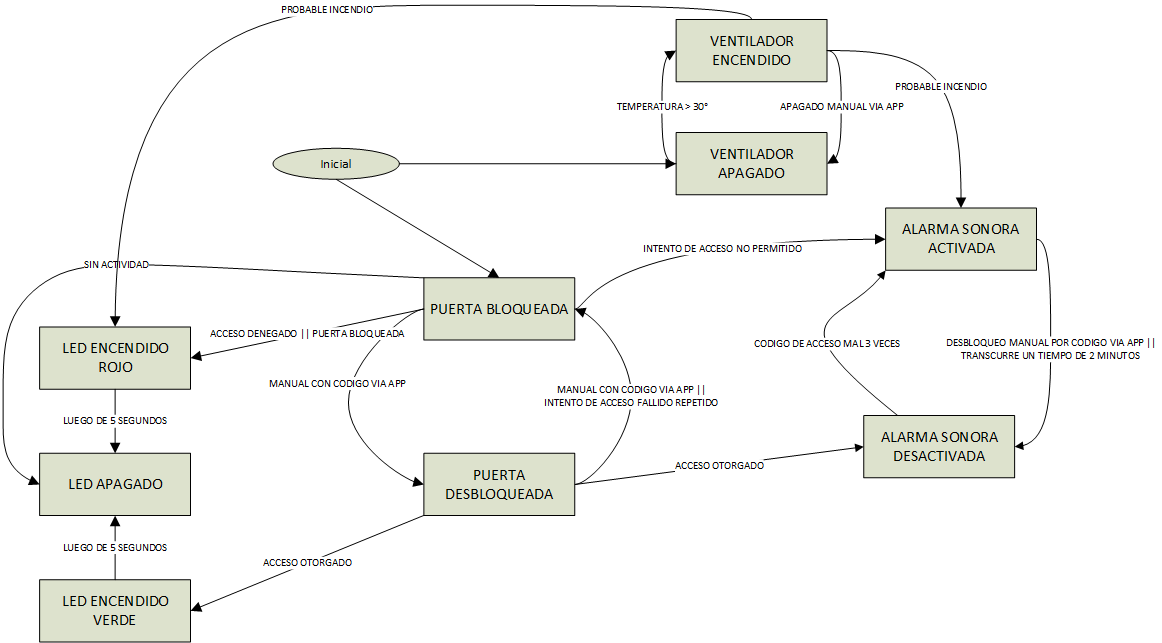 PROBABLE INCENDIO
VENTILADOR
ENCENDIDO
PROBABLE INCENDIO
TEMPERATURA > 30°
APAGADO MANUAL VIA APP
VENTILADOR
APAGADO
Inicial
ALARMA SONORA
ACTIVADA
INTENTO DE ACCESO NO PERMITIDO
SIN ACTIVIDAD
PUERTA BLOQUEADA
ACCESO DENEGADO || PUERTA BLOQUEADA
LED ENCENDIDO
ROJO
CODIGO DE ACCESO MAL 3 VECES
DESBLOQUEO MANUAL POR CODIGO VIA APP ||
TRANSCURRE UN TIEMPO DE 2 MINUTOS
MANUAL CON CODIGO VIA APP
MANUAL CON CODIGO VIA APP ||
INTENTO DE ACCESO FALLIDO REPETIDO
LUEGO DE 5 SEGUNDOS
ALARMA SONORA
DESACTIVADA
ACCESO OTORGADO
LED APAGADO
PUERTA
DESBLOQUEADA
LUEGO DE 5 SEGUNDOS
ACCESO OTORGADO
LED ENCENDIDO
VERDE